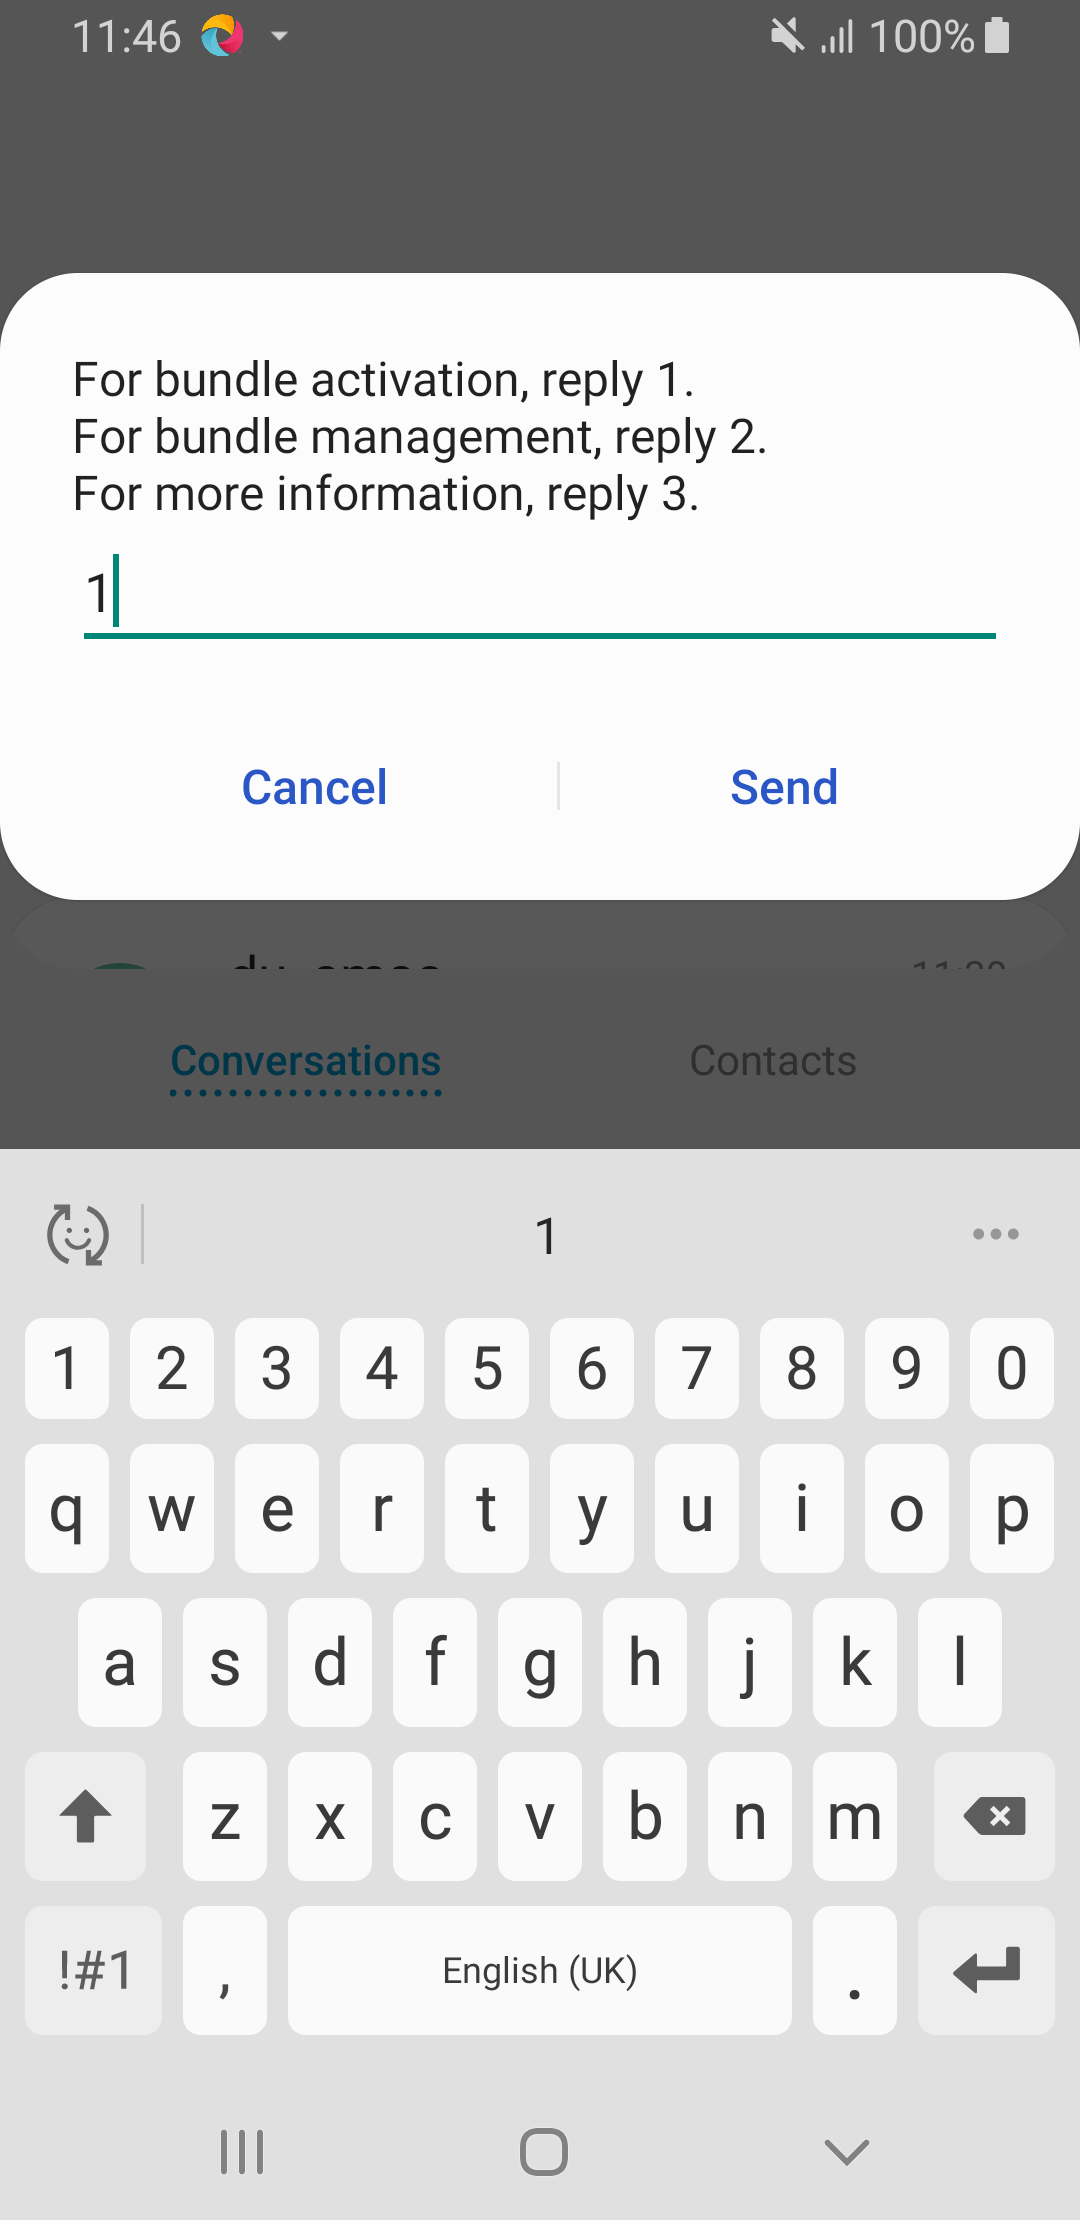 11:46
100%
For bundle activation, reply 1.
For bundle management, reply 2.
For more information, reply 3.
1
Cancel
Send
Conversations
Contacts
1
1 2 3 4 5 6 7 8 9 0
q w e r t y u i o p
a s d f g h j k l
z x c v b n m
!#1 , English (UK) .